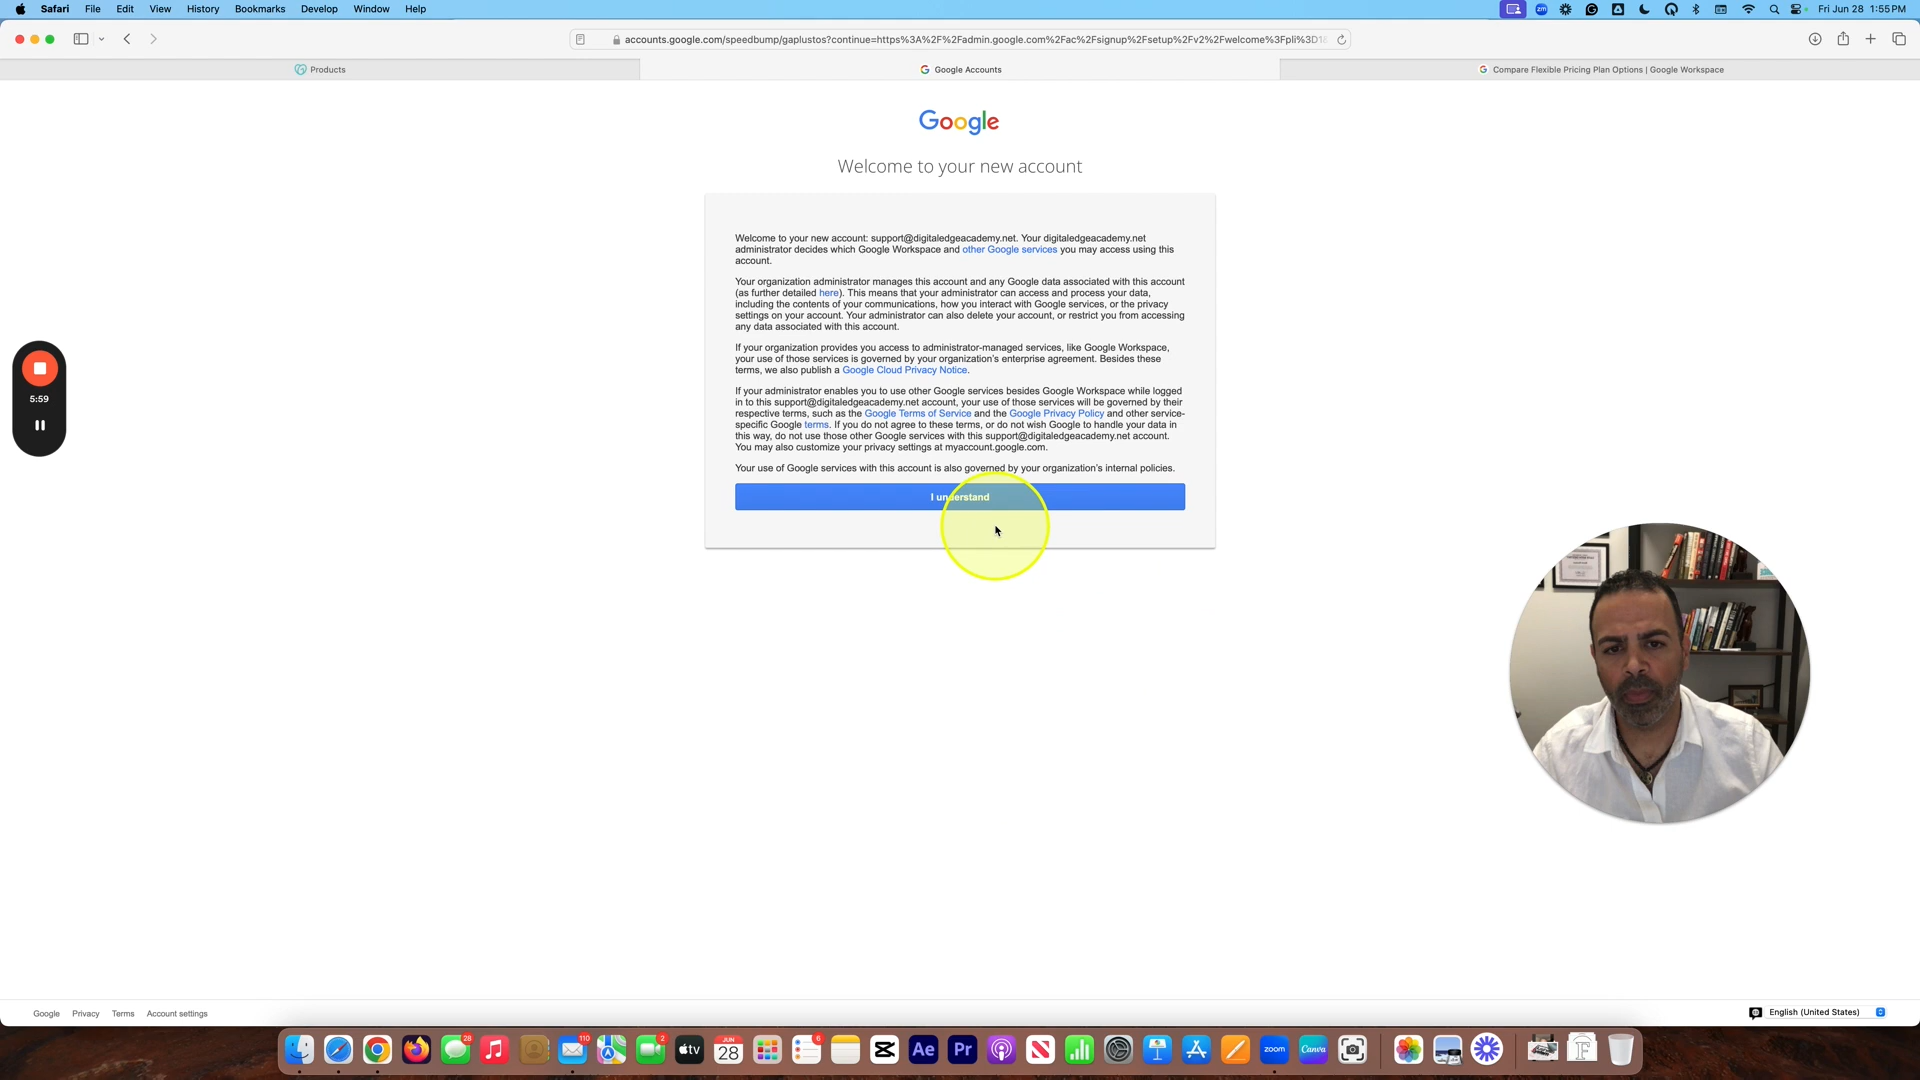 Safari File Edit View History Bookmarks Develop Window Help
zm
Fri Jun 28 1:55 PM
accounts.google.com/speedbump/gaplustos?continue=https%3A%2F%2Fadmin.google.com%2Fac%2Fsignup%2Fsetup%2Fv2%2Fwelcome%3Fpli%3D1
Products
Google Accounts
Compare Flexible Pricing Plan Options | Google Workspace
Google
Welcome to your new account
Welcome to your new account: support@digitaledgeacademy.net. Your digitaledgeacademy.net
administrator decides which Google Workspace and other Google services you may access using this
account.
Your organization administrator manages this account and any Google data associated with this account
(as further detailed here). This means that your administrator can access and process your data,
including the contents of your communications, how you interact with Google services, or the privacy
settings on your account. Your administrator can also delete your account, or restrict you from accessing
any data associated with this account.
If your organization provides you access to administrator-managed services, like Google Workspace,
your use of those services is governed by your organization's enterprise agreement. Besides these
terms, we also publish a Google Cloud Privacy Notice.
If your administrator enables you to use other Google services besides Google Workspace while logged
in to this support@digitaledgeacademy.net account, your use of those services will be governed by their
respective terms, such as the Google Terms of Service and the Google Privacy Policy and other service-
specific Google terms. If you do not agree to these terms, or do not wish Google to handle your data in
this way, do not use those other Google services with this support@digitaledgeacademy.net account.
You may also customize your privacy settings at myaccount.google.com.
Your use of Google services with this account is also governed by your organization's internal policies.
I understand
5:59
Google Privacy Terms Account settings
English (United States)
28
110
2
tv
JUN
28
6
Ae
Pr
zoom
Canva
F